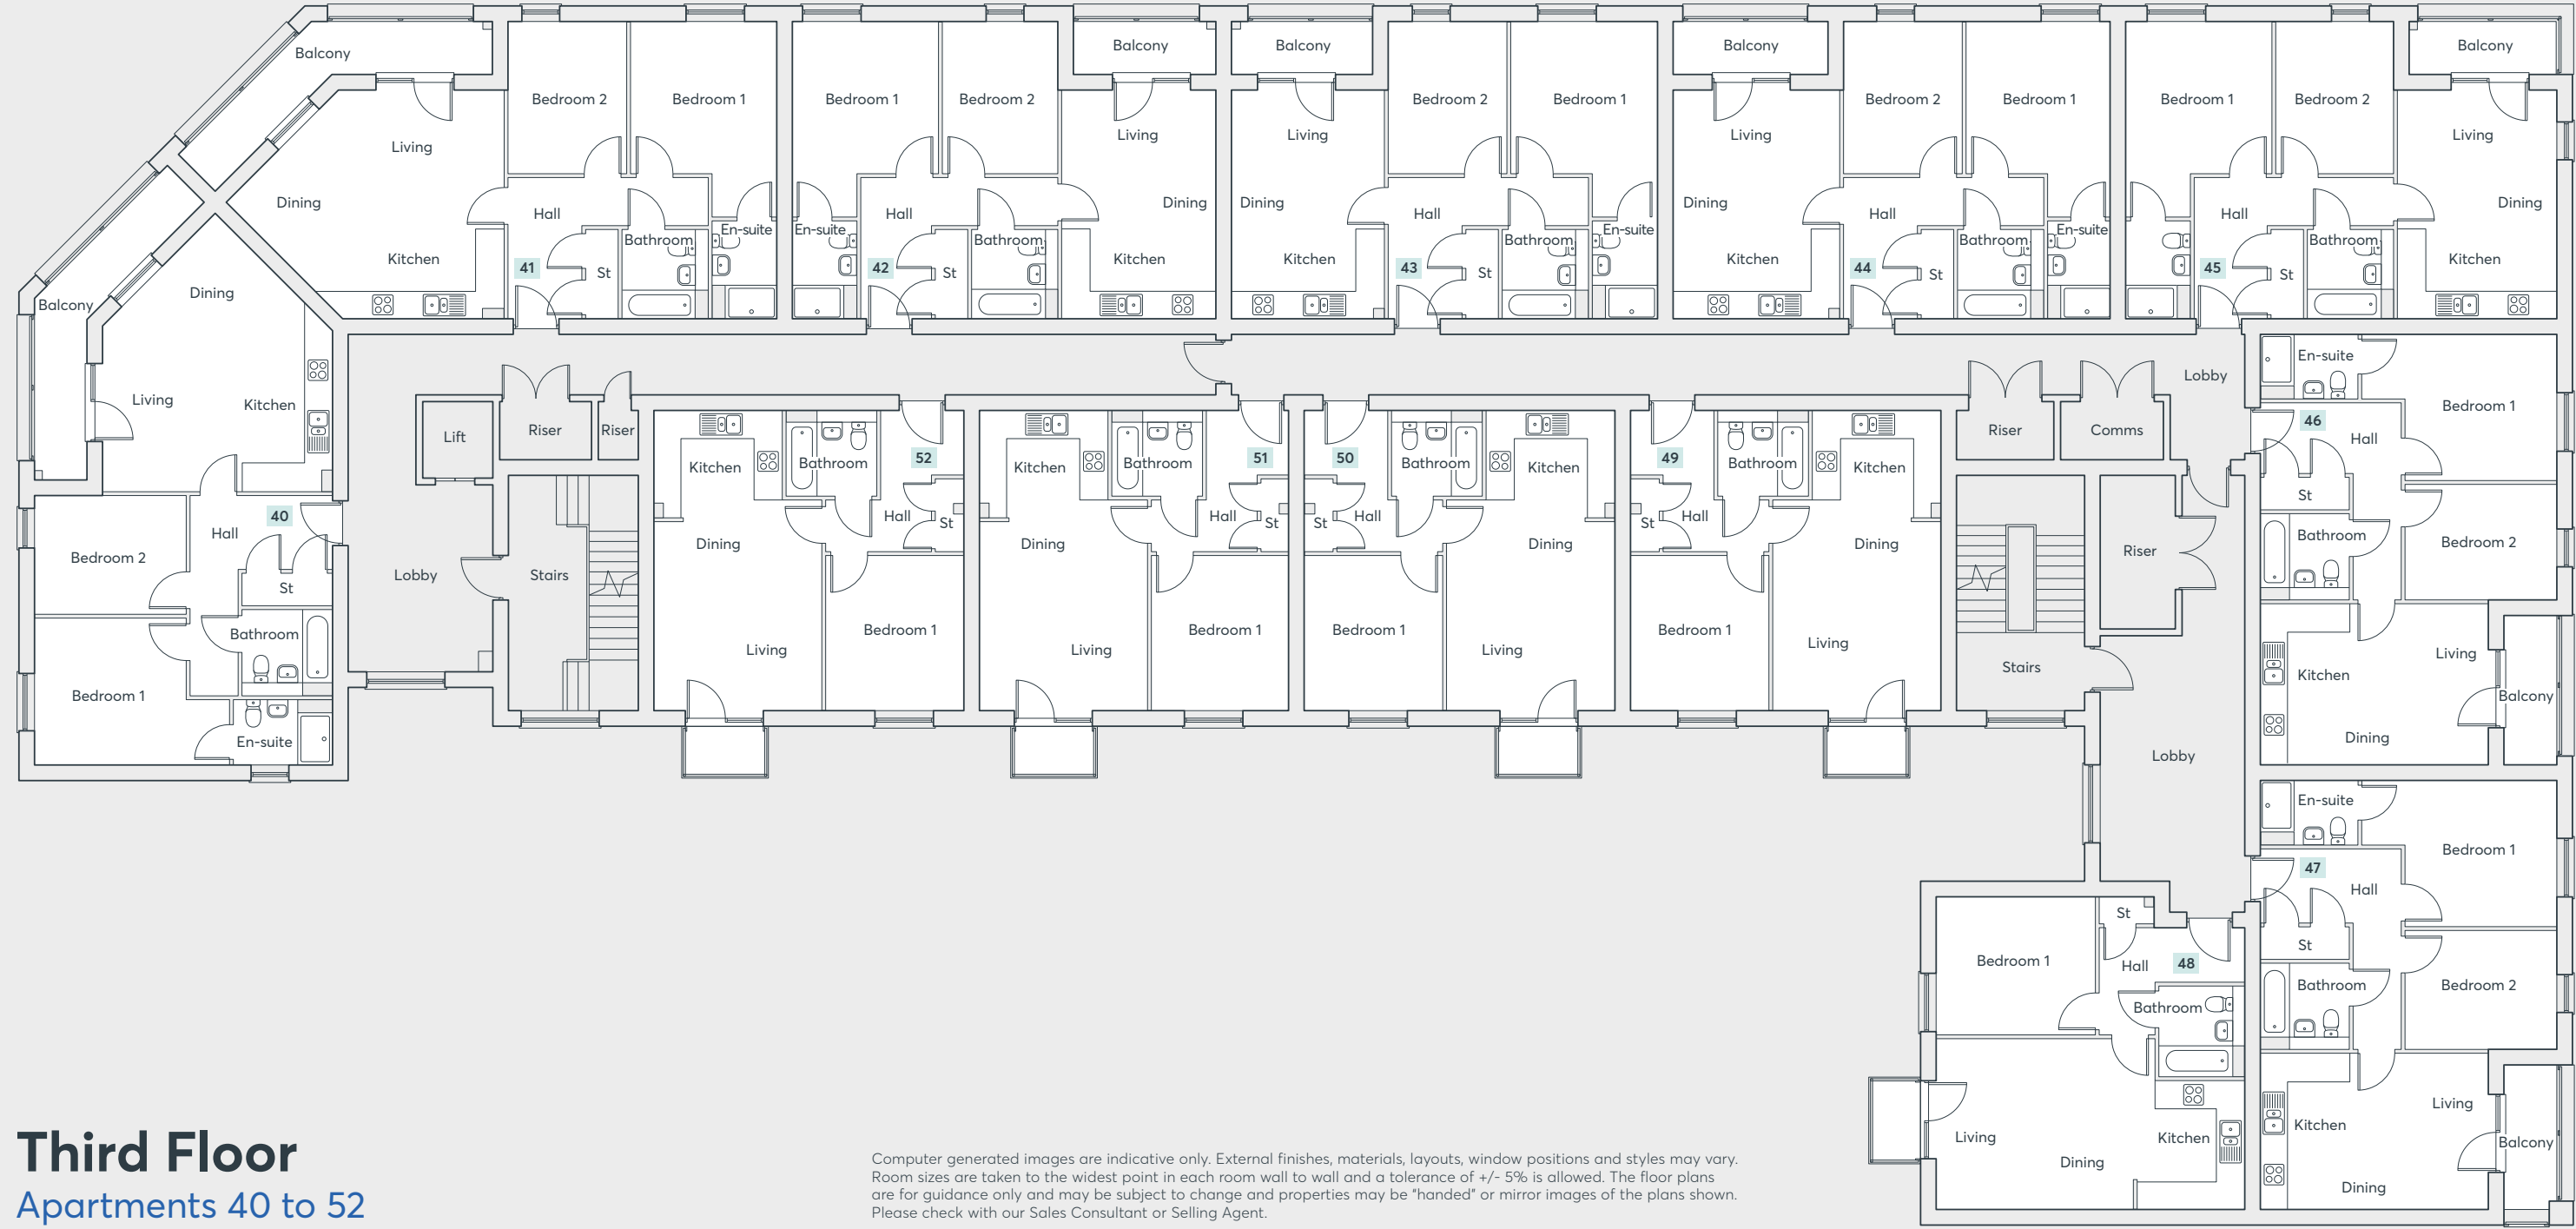 Balcony
Bedroom 2
Bedroom 1
Living
Dining
Hall
Kitchen
41
St
Bathroom
En-suite
Bedroom 1
Bedroom 2
Balcony
Living
Dining
En-suite
Hall
Bathroom
42
St
Kitchen
Balcony
Living
Dining
Kitchen
Bedroom 2
Bedroom 1
Hall
43
St
Bathroom
En-suite
Balcony
Living
Dining
Kitchen
Bedroom 2
Bedroom 1
Hall
44
St
Bathroom
En-suite
Bedroom 1
Bedroom 2
Balcony
Living
Dining
Hall
Bathroom
45
St
Kitchen
Balcony
Dining
Living
Kitchen
40
Hall
Bedroom 2
St
Bathroom
Bedroom 1
En-suite
Lift
Riser
Riser
Lobby
Stairs
Kitchen
Bathroom
52
Hall
St
Dining
Living
Bedroom 1
Kitchen
Bathroom
51
Hall
St
Dining
Living
Bedroom 1
50
Bathroom
Kitchen
St
Hall
Dining
Bedroom 1
Living
49
Bathroom
Kitchen
St
Hall
Dining
Bedroom 1
Living
Lobby
Riser
Comms
Riser
Stairs
Lobby
En-suite
Bedroom 1
46
Hall
St
Bathroom
Bedroom 2
Living
Kitchen
Balcony
Dining
En-suite
Bedroom 1
47
Hall
St
Bathroom
Bedroom 2
Living
Kitchen
Balcony
Dining
St
Bedroom 1
Hall
48
Bathroom
Living
Kitchen
Dining
Third Floor
Apartments 40 to 52
Computer generated images are indicative only. External finishes, materials, layouts, window positions and styles may vary.
Room sizes are taken to the widest point in each room wall to wall and a tolerance of +/- 5% is allowed. The floor plans
are for guidance only and may be subject to change and properties may be "handed" or mirror images of the plans shown.
Please check with our Sales Consultant or Selling Agent.